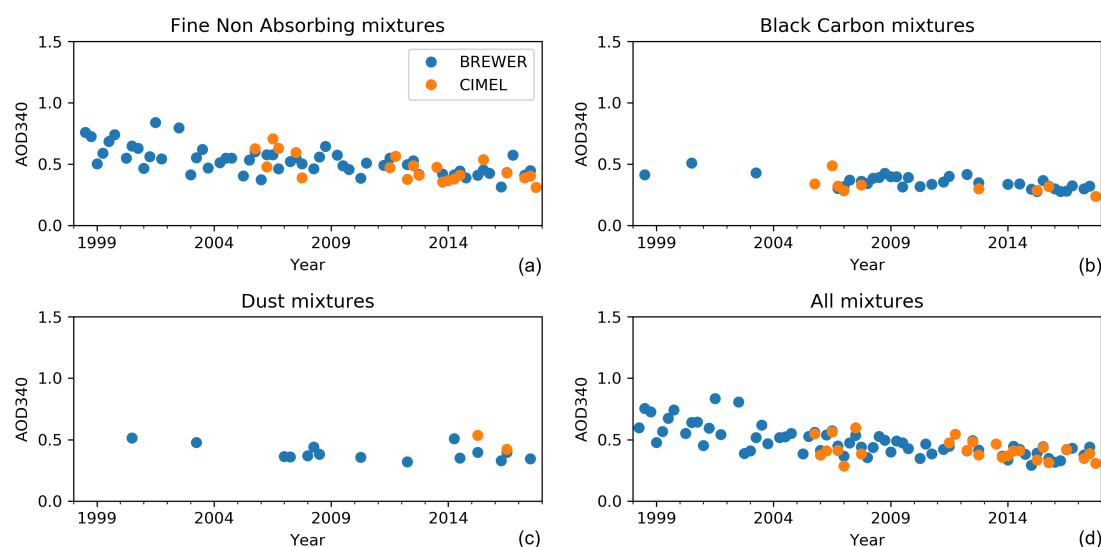 Fine Non Absorbing mixtures
1.5
1.0
0.5
0.0
AOD340
BREWER
CIMEL
1999 2004 2009 2014
Year
(a)
Black Carbon mixtures
1.5
1.0
0.5
0.0
AOD340
1999 2004 2009 2014
Year
(b)
Dust mixtures
1.5
1.0
0.5
0.0
AOD340
1999 2004 2009 2014
Year
(c)
All mixtures
1.5
1.0
0.5
0.0
AOD340
1999 2004 2009 2014
Year
(d)